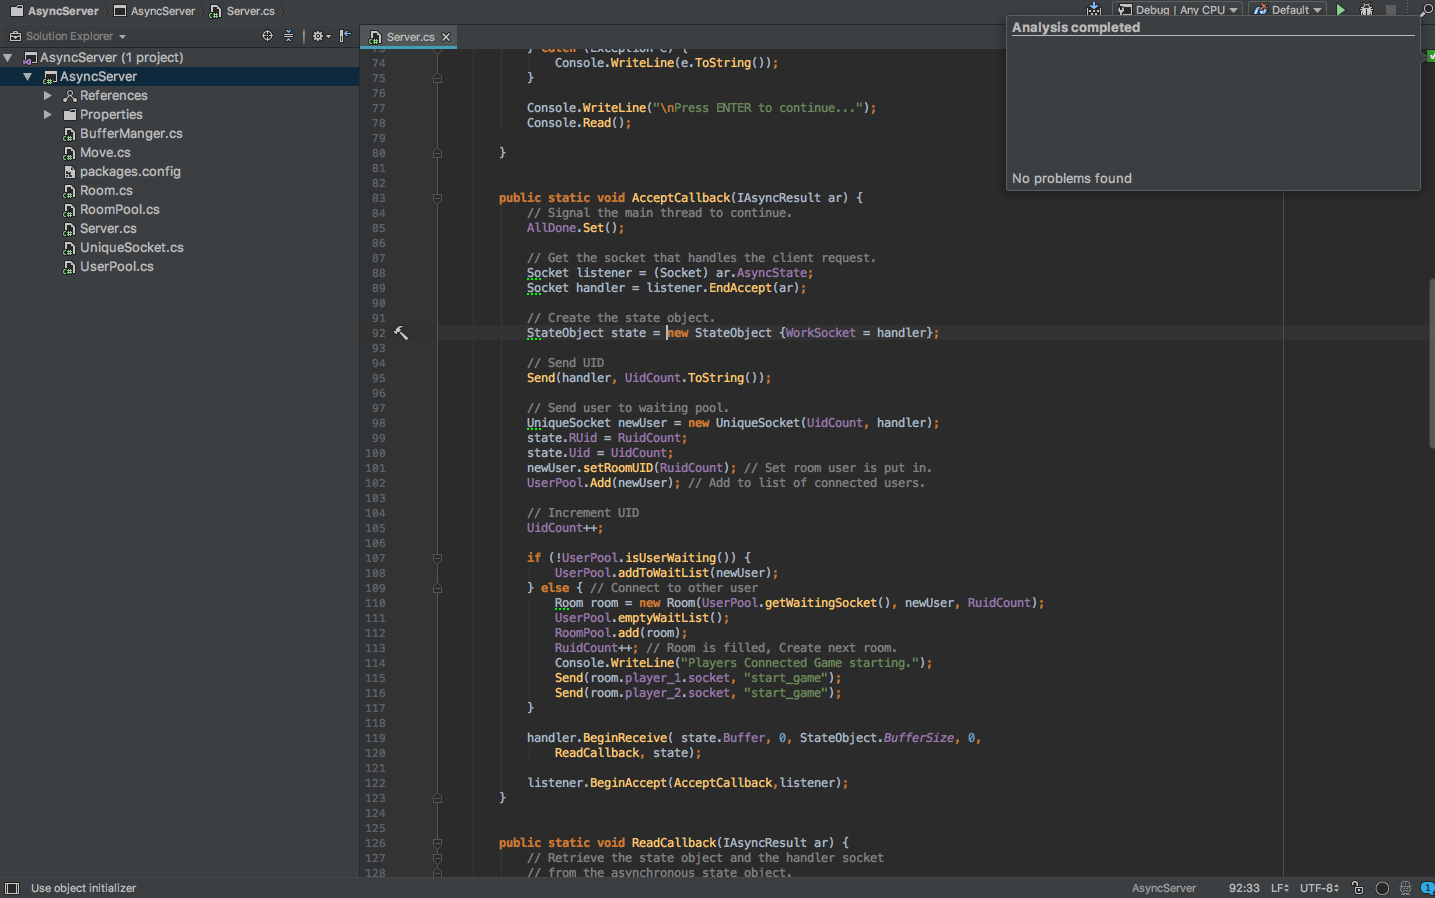 AsyncServer AsyncServer Server.cs
Debug | Any CPU Default
Solution Explorer
Server.cs
AsyncServer (1 project)
AsyncServer
References
Properties
BufferManger.cs
Move.cs
packages.config
Room.cs
RoomPool.cs
Server.cs
UniqueSocket.cs
UserPool.cs
Analysis completed
No problems found
73 } catch (Exception e) {
74 Console.WriteLine(e.ToString());
75 }
76
77 Console.WriteLine("\nPress ENTER to continue...");
78 Console.Read();
79
80 }
81
82
83 public static void AcceptCallback(IAsyncResult ar) {
84 // Signal the main thread to continue.
85 AllDone.Set();
86
87 // Get the socket that handles the client request.
88 Socket listener = (Socket) ar.AsyncState;
89 Socket handler = listener.EndAccept(ar);
90
91 // Create the state object.
92 StateObject state = new StateObject {WorkSocket = handler};
93
94 // Send UID
95 Send(handler, UidCount.ToString());
96
97 // Send user to waiting pool.
98 UniqueSocket newUser = new UniqueSocket(UidCount, handler);
99 state.RUid = RuidCount;
100 state.Uid = UidCount;
101 newUser.setRoomUID(RuidCount); // Set room user is put in.
102 UserPool.Add(newUser); // Add to list of connected users.
103
104 // Increment UID
105 UidCount++;
106
107 if (!UserPool.isUserWaiting()) {
108 UserPool.addToWaitList(newUser);
109 } else { // Connect to other user
110 Room room = new Room(UserPool.getWaitingSocket(), newUser, RuidCount);
111 UserPool.emptyWaitList();
112 RoomPool.add(room);
113 RuidCount++; // Room is filled, Create next room.
114 Console.WriteLine("Players Connected Game starting.");
115 Send(room.player_1.socket, "start_game");
116 Send(room.player_2.socket, "start_game");
117 }
118
119 handler.BeginReceive( state.Buffer, 0, StateObject.BufferSize, 0,
120 ReadCallback, state);
121
122 listener.BeginAccept(AcceptCallback,listener);
123 }
124
125
126 public static void ReadCallback(IAsyncResult ar) {
127 // Retrieve the state object and the handler socket
128 // from the asynchronous state object.
Use object initializer
AsyncServer 92:33 LF UTF-8 1